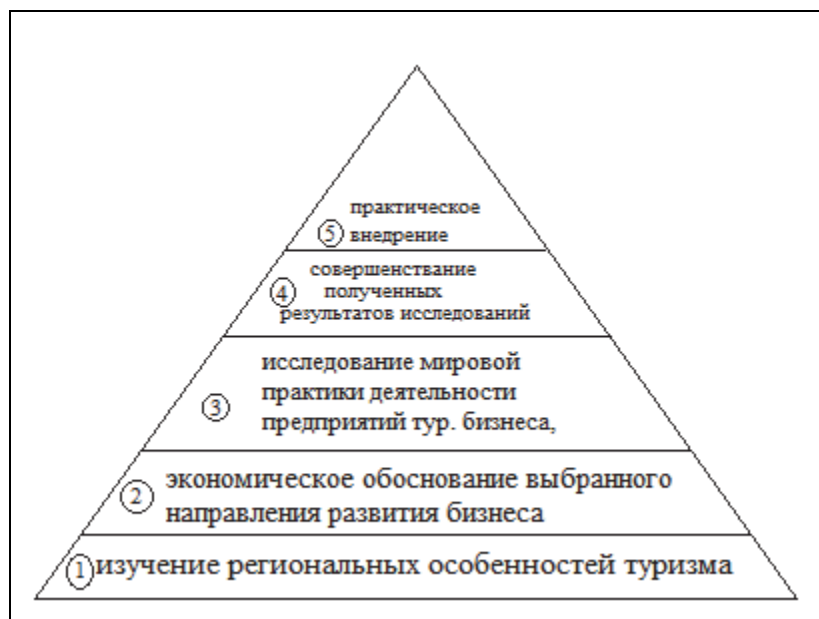 практическое
⑤ внедрение
совершенствание
④ полученных
результатов исследований
исследование мировой
практики деятельности
③ предприятий тур. бизнеса,
экономическое обоснование выбранного
② направления развития бизнеса
① изучение региональных особенностей туризма